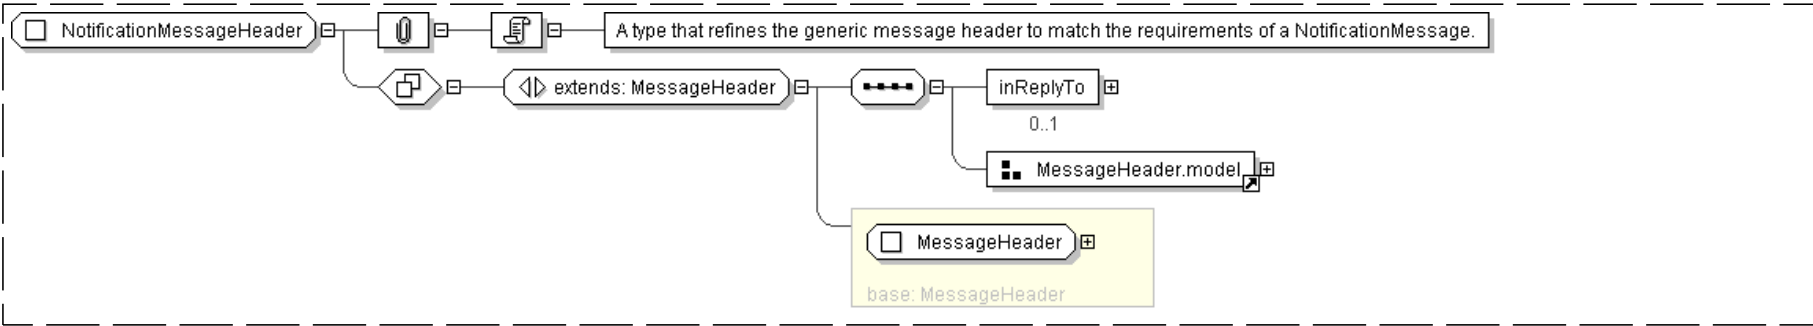 NotificationMessageHeader
A type that refines the generic message header to match the requirements of a NotificationMessage.
extends: MessageHeader
inReplyTo
0..1
MessageHeader.model
MessageHeader
base: MessageHeader